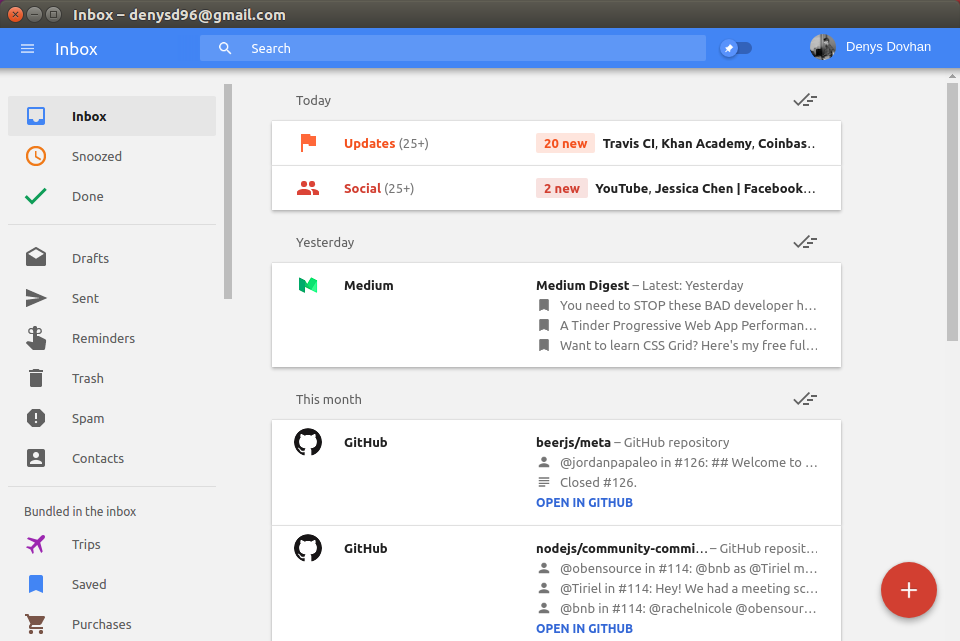 Inbox – denysd96@gmail.com
Inbox
Search
Denys Dovhan
Inbox
Snoozed
Done
Drafts
Sent
Reminders
Trash
Spam
Contacts
Bundled in the inbox
Trips
Saved
Purchases
Today
Updates (25+) 20 new Travis CI, Khan Academy, Coinbas..
Social (25+) 2 new YouTube, Jessica Chen | Facebook...
Yesterday
Medium Medium Digest – Latest: Yesterday
You need to STOP these BAD developer h...
A Tinder Progressive Web App Performan...
Want to learn CSS Grid? Here's my free ful...
This month
GitHub beerjs/meta – GitHub repository
@jordanpapaleo in #126: ## Welcome to ...
Closed #126.
OPEN IN GITHUB
GitHub nodejs/community-commi... – GitHub reposit...
@obensource in #114: @bnb as @Tiriel m...
@Tiriel in #114: Hey! We had a meeting sc...
@bnb in #114: @rachelnicole @obensour...
OPEN IN GITHUB